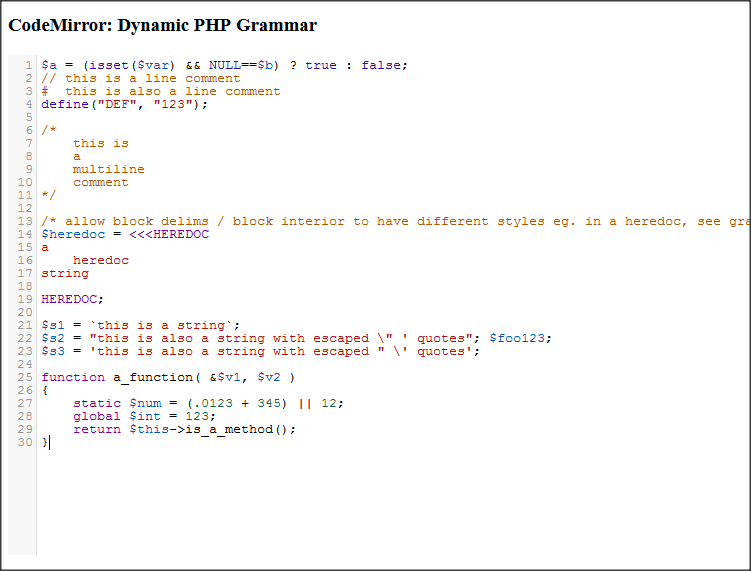 CodeMirror: Dynamic PHP Grammar
1 $a = (isset($var) && NULL==$b) ? true : false;
2 // this is a line comment
3 #  this is also a line comment
4 define("DEF", "123");
5
6 /*
7     this is
8     a
9     multiline
10     comment
11 */
12
13 /* allow block delims / block interior to have different styles eg. in a heredoc, see
14 $heredoc = <<<HEREDOC
15 a
16     heredoc
17 string
18
19 HEREDOC;
20
21 $s1 = `this is a string`;
22 $s2 = "this is also a string with escaped \" ' quotes"; $foo123;
23 $s3 = 'this is also a string with escaped " \' quotes';
24
25 function a_function( &$v1, $v2 )
26 {
27     static $num = (.0123 + 345) || 12;
28     global $int = 123;
29     return $this->is_a_method();
30 }